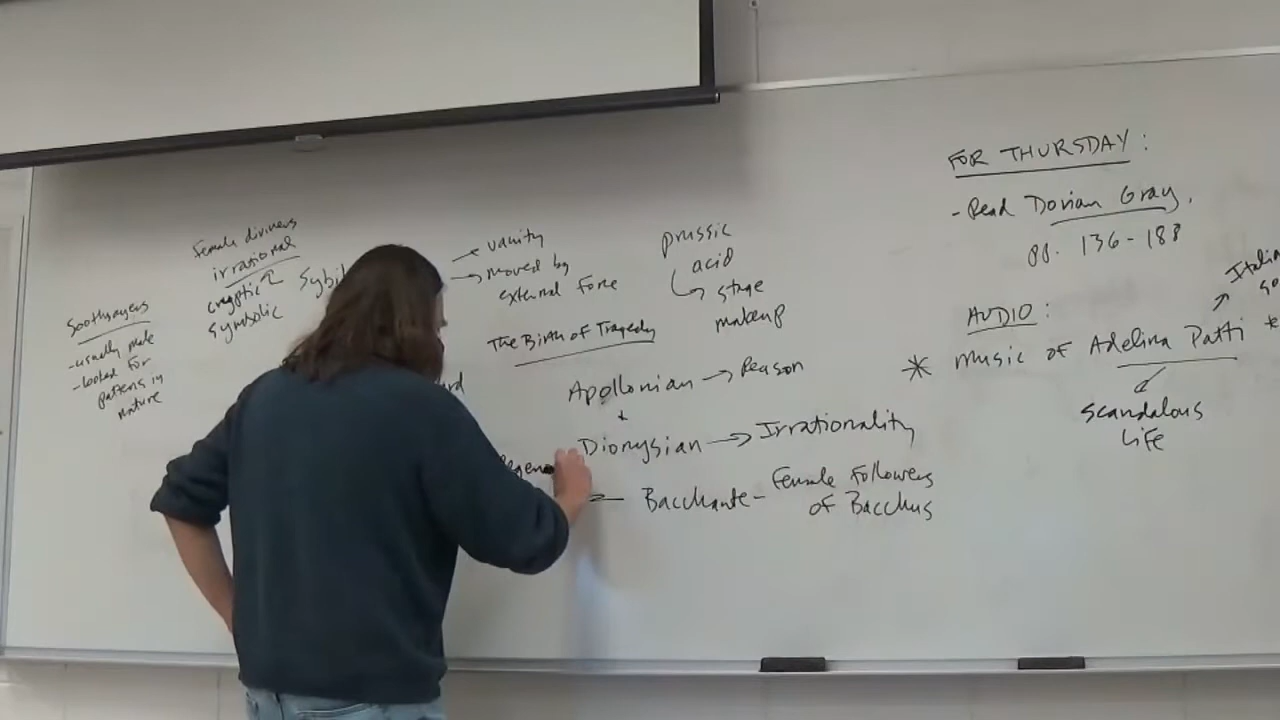 Soothsayers
-usually male
-looked for
patterns in
nature
Female diviners
irrational
cryptic
symbolic
Sybil
→ vanity
→ moved by
external force
prussic
acid
↳ stage
makeup
The Birth of Tragedy
Apollonian → Reason
+
Dionysian → Irrationality
← Bacchante - Female Followers
of Bacchus
FOR THURSDAY:
- Read Dorian Gray,
pp. 136-188
AUDIO:
* music of Adelina Patti
scandalous
life
*